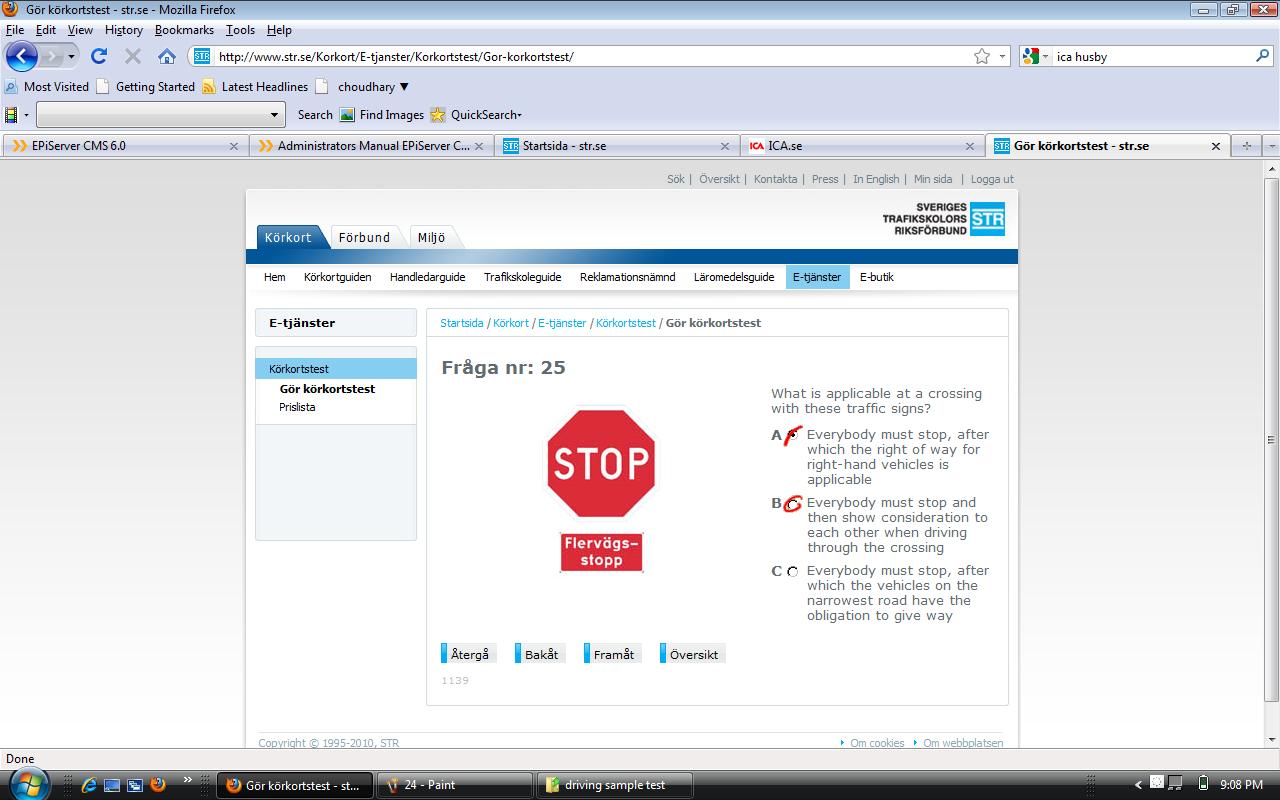 Gör körkortstest - str.se - Mozilla Firefox
File Edit View History Bookmarks Tools Help
http://www.str.se/Korkort/E-tjanster/Korkortstest/Gor-korkortstest/
ica husby
Most Visited Getting Started Latest Headlines choudhary
Search Find Images QuickSearch
EPiServer CMS 6.0 Administrators Manual EPiServer C... Startsida - str.se ICA.se Gör körkortstest - str.se
Sök | Översikt | Kontakta | Press | In English | Min sida | Logga ut
SVERIGES
TRAFIKSKOLORS
RIKSFÖRBUND
STR
Körkort Förbund Miljö
Hem Körkortguiden Handledarguide Trafikskoleguide Reklamationsnämnd Läromedelsguide E-tjänster E-butik
E-tjänster
Körkortstest
Gör körkortstest
Prislista
Startsida / Körkort / E-tjänster / Körkortstest / Gör körkortstest
Fråga nr: 25
STOP
Flervägs-
stopp
What is applicable at a crossing
with these traffic signs?
A Everybody must stop, after
which the right of way for
right-hand vehicles is
applicable
B Everybody must stop and
then show consideration to
each other when driving
through the crossing
C Everybody must stop, after
which the vehicles on the
narrowest road have the
obligation to give way
Återgå Bakåt Framåt Översikt
1139
Copyright © 1995-2010, STR Om cookies Om webbplatsen
Done
Gör körkortstest - st... 24 - Paint driving sample test 9:08 PM